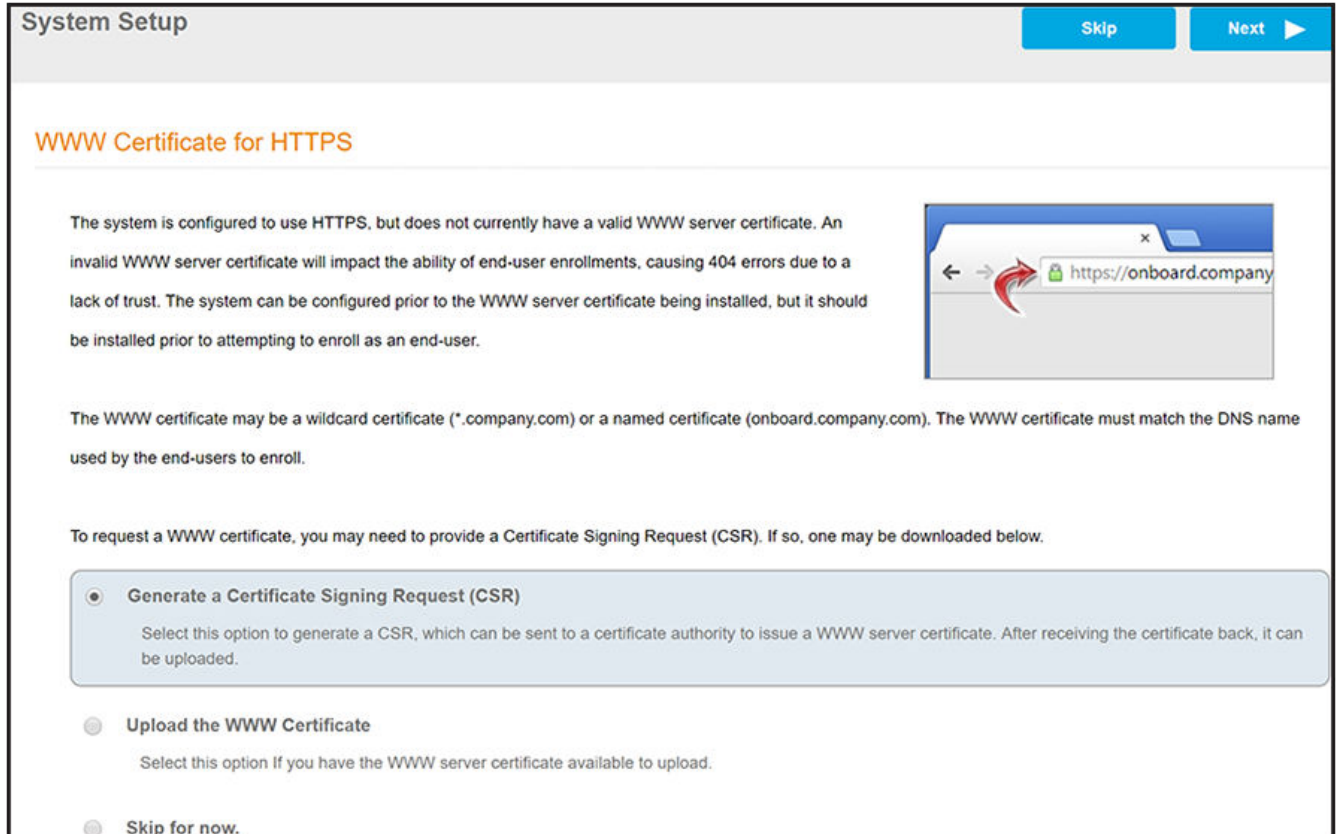 System Setup
Skip
Next
WWW Certificate for HTTPS
The system is configured to use HTTPS, but does not currently have a valid WWW server certificate. An
invalid WWW server certificate will impact the ability of end-user enrollments, causing 404 errors due to a
lack of trust. The system can be configured prior to the WWW server certificate being installed, but it should
be installed prior to attempting to enroll as an end-user.
https://onboard.company
The WWW certificate may be a wildcard certificate (*.company.com) or a named certificate (onboard.company.com). The WWW certificate must match the DNS name
used by the end-users to enroll.
To request a WWW certificate, you may need to provide a Certificate Signing Request (CSR). If so, one may be downloaded below.
Generate a Certificate Signing Request (CSR)
Select this option to generate a CSR, which can be sent to a certificate authority to issue a WWW server certificate. After receiving the certificate back, it can
be uploaded.
Upload the WWW Certificate
Select this option If you have the WWW server certificate available to upload.
Skip for now.